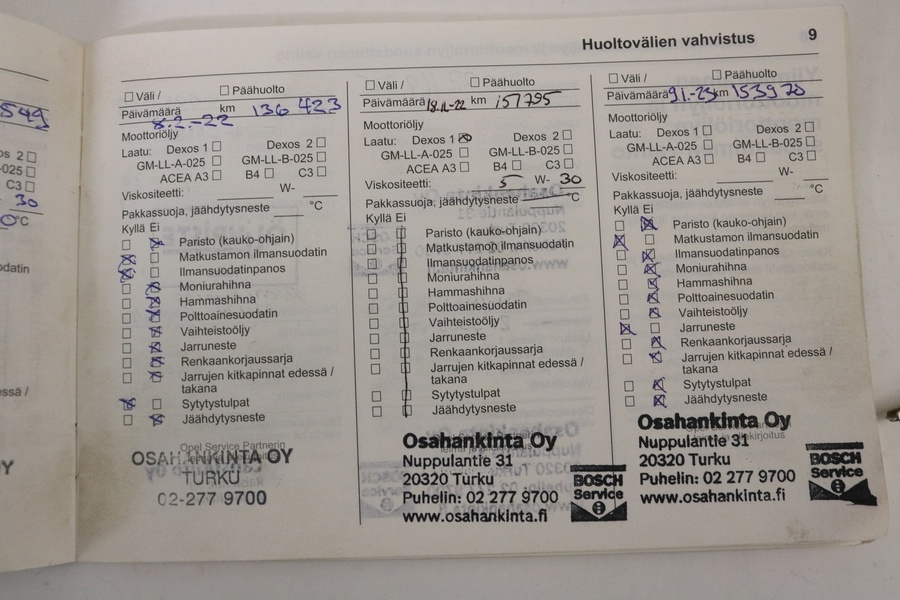 Huoltovälien vahvistus 9
549
2
-025
C3
30
°C
odatin
essä /
OY
Väli / Päähuolto
Päivämäärä km 136 423
8.2.-22
Moottoriöljy
Laatu: Dexos 1 Dexos 2
GM-LL-A-025 GM-LL-B-025
ACEA A3 B4 C3
Viskositeetti: W-
Pakkassuoja, jäähdytysneste °C
Kyllä Ei
Paristo (kauko-ohjain)
Matkustamon ilmansuodatin
Ilmansuodatinpanos
Moniurahihna
Hammashihna
Polttoainesuodatin
Vaihteistoöljy
Jarruneste
Renkaankorjaussarja
Jarrujen kitkapinnat edessä /
takana
Sytytystulpat
Jäähdytysneste
Opel Service Partnerin
OSAHANKINTA OY
TURKU
02-277 9700
Väli / Päähuolto
Päivämäärä 18.11-22 km 157795
Moottoriöljy
Laatu: Dexos 1 Dexos 2
GM-LL-A-025 GM-LL-B-025
ACEA A3 B4 C3
Viskositeetti: 5 W- 30
Pakkassuoja, jäähdytysneste °C
Kyllä Ei
Paristo (kauko-ohjain)
Matkustamon ilmansuodatin
Ilmansuodatinpanos
Moniurahihna
Hammashihna
Polttoainesuodatin
Vaihteistoöljy
Jarruneste
Renkaankorjaussarja
Jarrujen kitkapinnat edessä /
takana
Sytytystulpat
Jäähdytysneste
Osahankinta Oy
Nuppulantie 31
20320 Turku
Puhelin: 02 277 9700
www.osahankinta.fi
BOSCH
Service
Väli / Päähuolto
Päivämäärä 9.1.-23 km 153970
Moottoriöljy
Laatu: Dexos 1 Dexos 2
GM-LL-A-025 GM-LL-B-025
ACEA A3 B4 C3
Viskositeetti: W-
Pakkassuoja, jäähdytysneste °C
Kyllä Ei
Paristo (kauko-ohjain)
Matkustamon ilmansuodatin
Ilmansuodatinpanos
Moniurahihna
Hammashihna
Polttoainesuodatin
Vaihteistoöljy
Jarruneste
Renkaankorjaussarja
Jarrujen kitkapinnat edessä /
takana
Sytytystulpat
Jäähdytysneste
Osahankinta Oy
Nuppulantie 31
20320 Turku
Puhelin: 02 277 9700
www.osahankinta.fi
BOSCH
Service